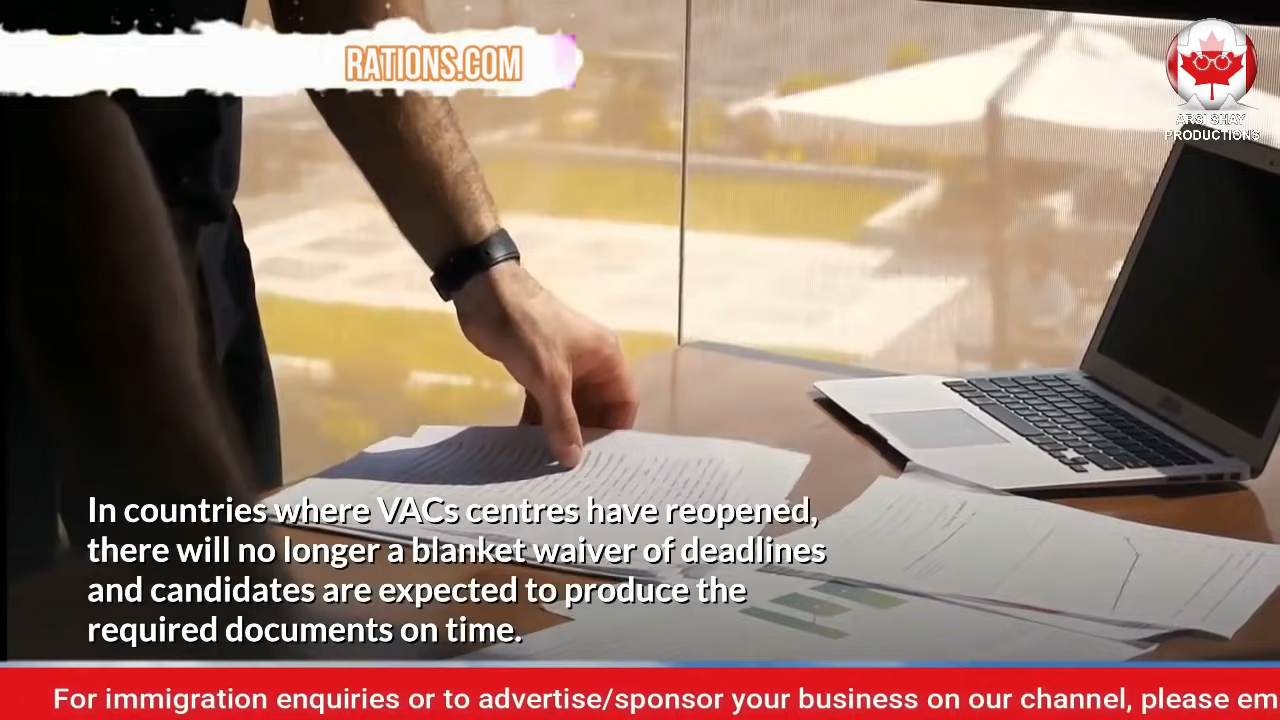 RATIONS.COM
ARSI SHAY
PRODUCTIONS
In countries where VACs centres have reopened,
there will no longer a blanket waiver of deadlines
and candidates are expected to produce the
required documents on time.
For immigration enquiries or to advertise/sponsor your business on our channel, please em